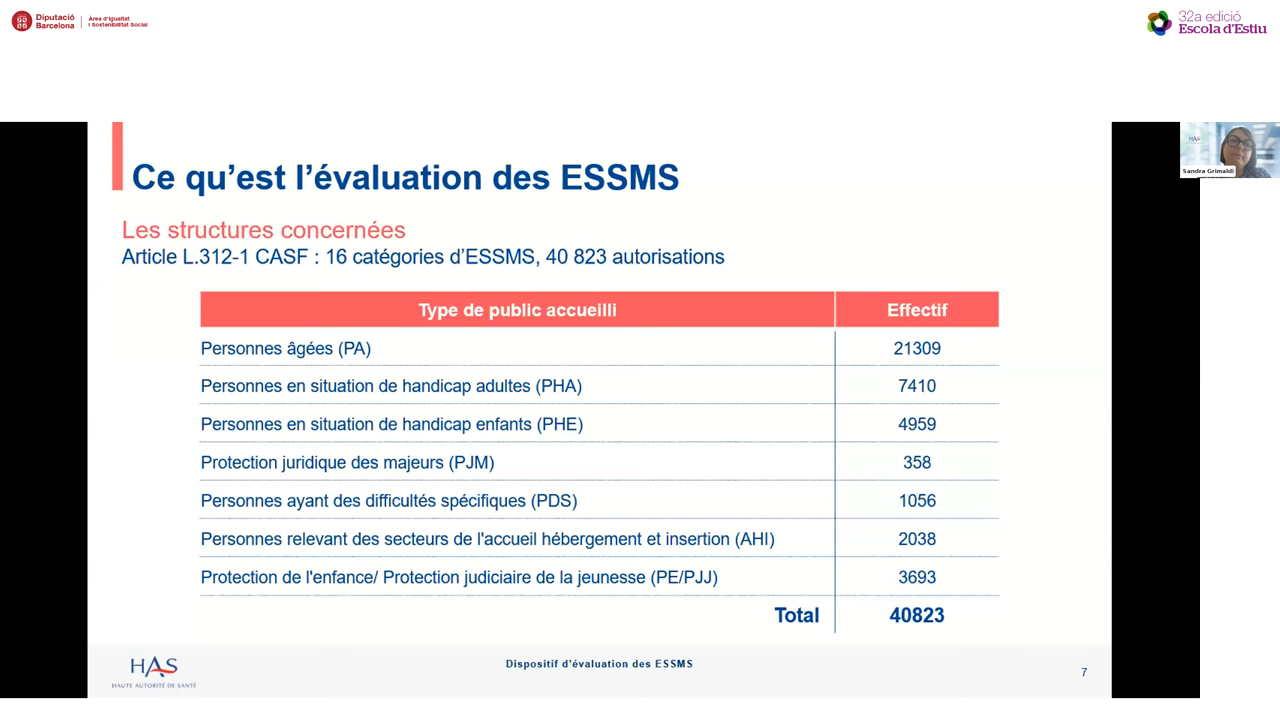 Diputació
Barcelona
Àrea d'Igualtat
i Sostenibilitat Social
32a edició
Escola d'Estiu
HAS
Sandra Grimaldi
Ce qu'est l'évaluation des ESSMS
Les structures concernées
Article L.312-1 CASF : 16 catégories d'ESSMS, 40 823 autorisations
Type de public accueilli Effectif
Personnes âgées (PA) 21309
Personnes en situation de handicap adultes (PHA) 7410
Personnes en situation de handicap enfants (PHE) 4959
Protection juridique des majeurs (PJM) 358
Personnes ayant des difficultés spécifiques (PDS) 1056
Personnes relevant des secteurs de l'accueil hébergement et insertion (AHI) 2038
Protection de l'enfance/ Protection judiciaire de la jeunesse (PE/PJJ) 3693
Total 40823
HAS
HAUTE AUTORITÉ DE SANTÉ
Dispositif d'évaluation des ESSMS
7